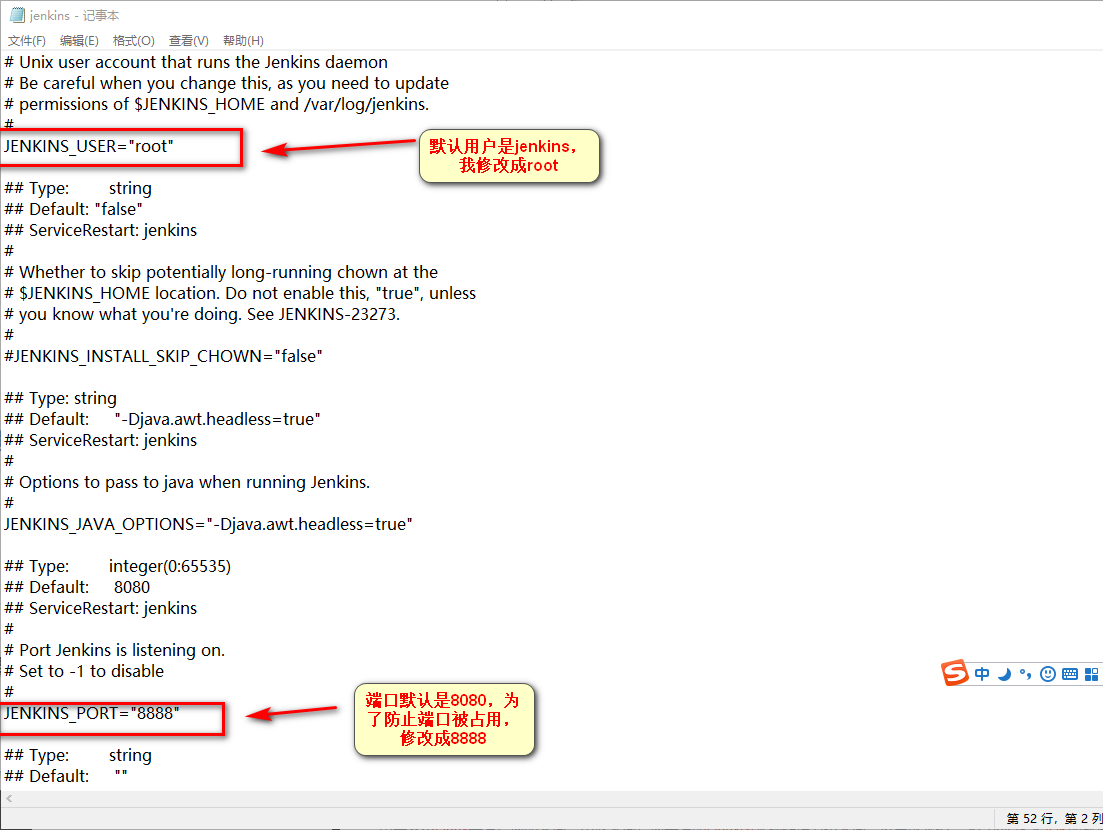 jenkins - 记事本
文件(F) 编辑(E) 格式(O) 查看(V) 帮助(H)
# Unix user account that runs the Jenkins daemon
# Be careful when you change this, as you need to update
# permissions of $JENKINS_HOME and /var/log/jenkins.
#
JENKINS_USER="root"
默认用户是jenkins，
我修改成root
## Type: string
## Default: "false"
## ServiceRestart: jenkins
#
# Whether to skip potentially long-running chown at the
# $JENKINS_HOME location. Do not enable this, "true", unless
# you know what you're doing. See JENKINS-23273.
#
#JENKINS_INSTALL_SKIP_CHOWN="false"
## Type: string
## Default: "-Djava.awt.headless=true"
## ServiceRestart: jenkins
#
# Options to pass to java when running Jenkins.
#
JENKINS_JAVA_OPTIONS="-Djava.awt.headless=true"
## Type: integer(0:65535)
## Default: 8080
## ServiceRestart: jenkins
#
# Port Jenkins is listening on.
# Set to -1 to disable
#
JENKINS_PORT="8888"
端口默认是8080，为
了防止端口被占用，
修改成8888
## Type: string
## Default: ""
S 中
第 52 行，第 2 列